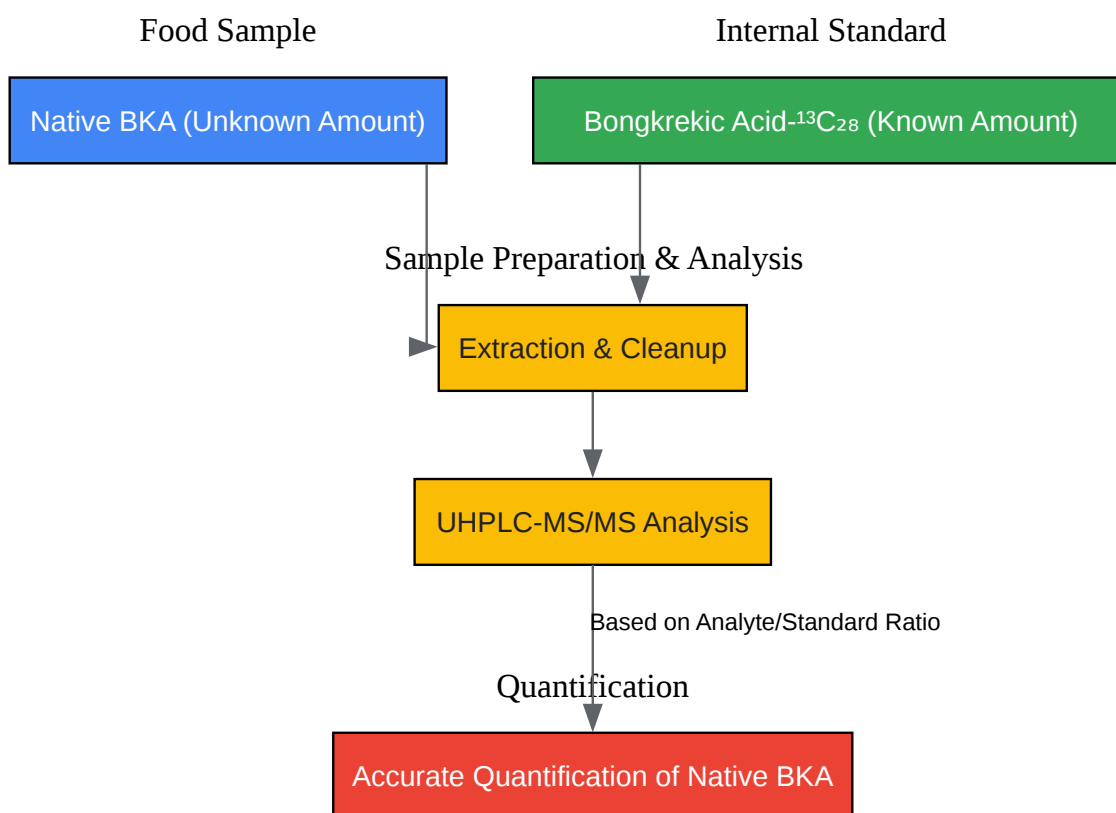 Food Sample
Internal Standard
Native BKA (Unknown Amount)
Bongkrekic Acid-¹³C₂₈ (Known Amount)
Sample Preparation & Analysis
Extraction & Cleanup
UHPLC-MS/MS Analysis
Based on Analyte/Standard Ratio
Quantification
Accurate Quantification of Native BKA